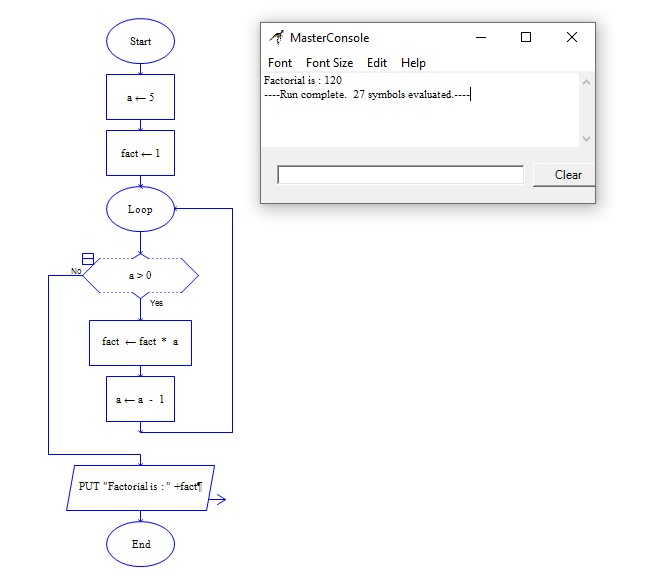 Start
a ← 5
fact ← 1
Loop
a > 0
No
Yes
fact ← fact * a
a ← a - 1
PUT "Factorial is : " +fact¶
End
MasterConsole
Font Font Size Edit Help
Factorial is : 120
----Run complete. 27 symbols evaluated.----
Clear